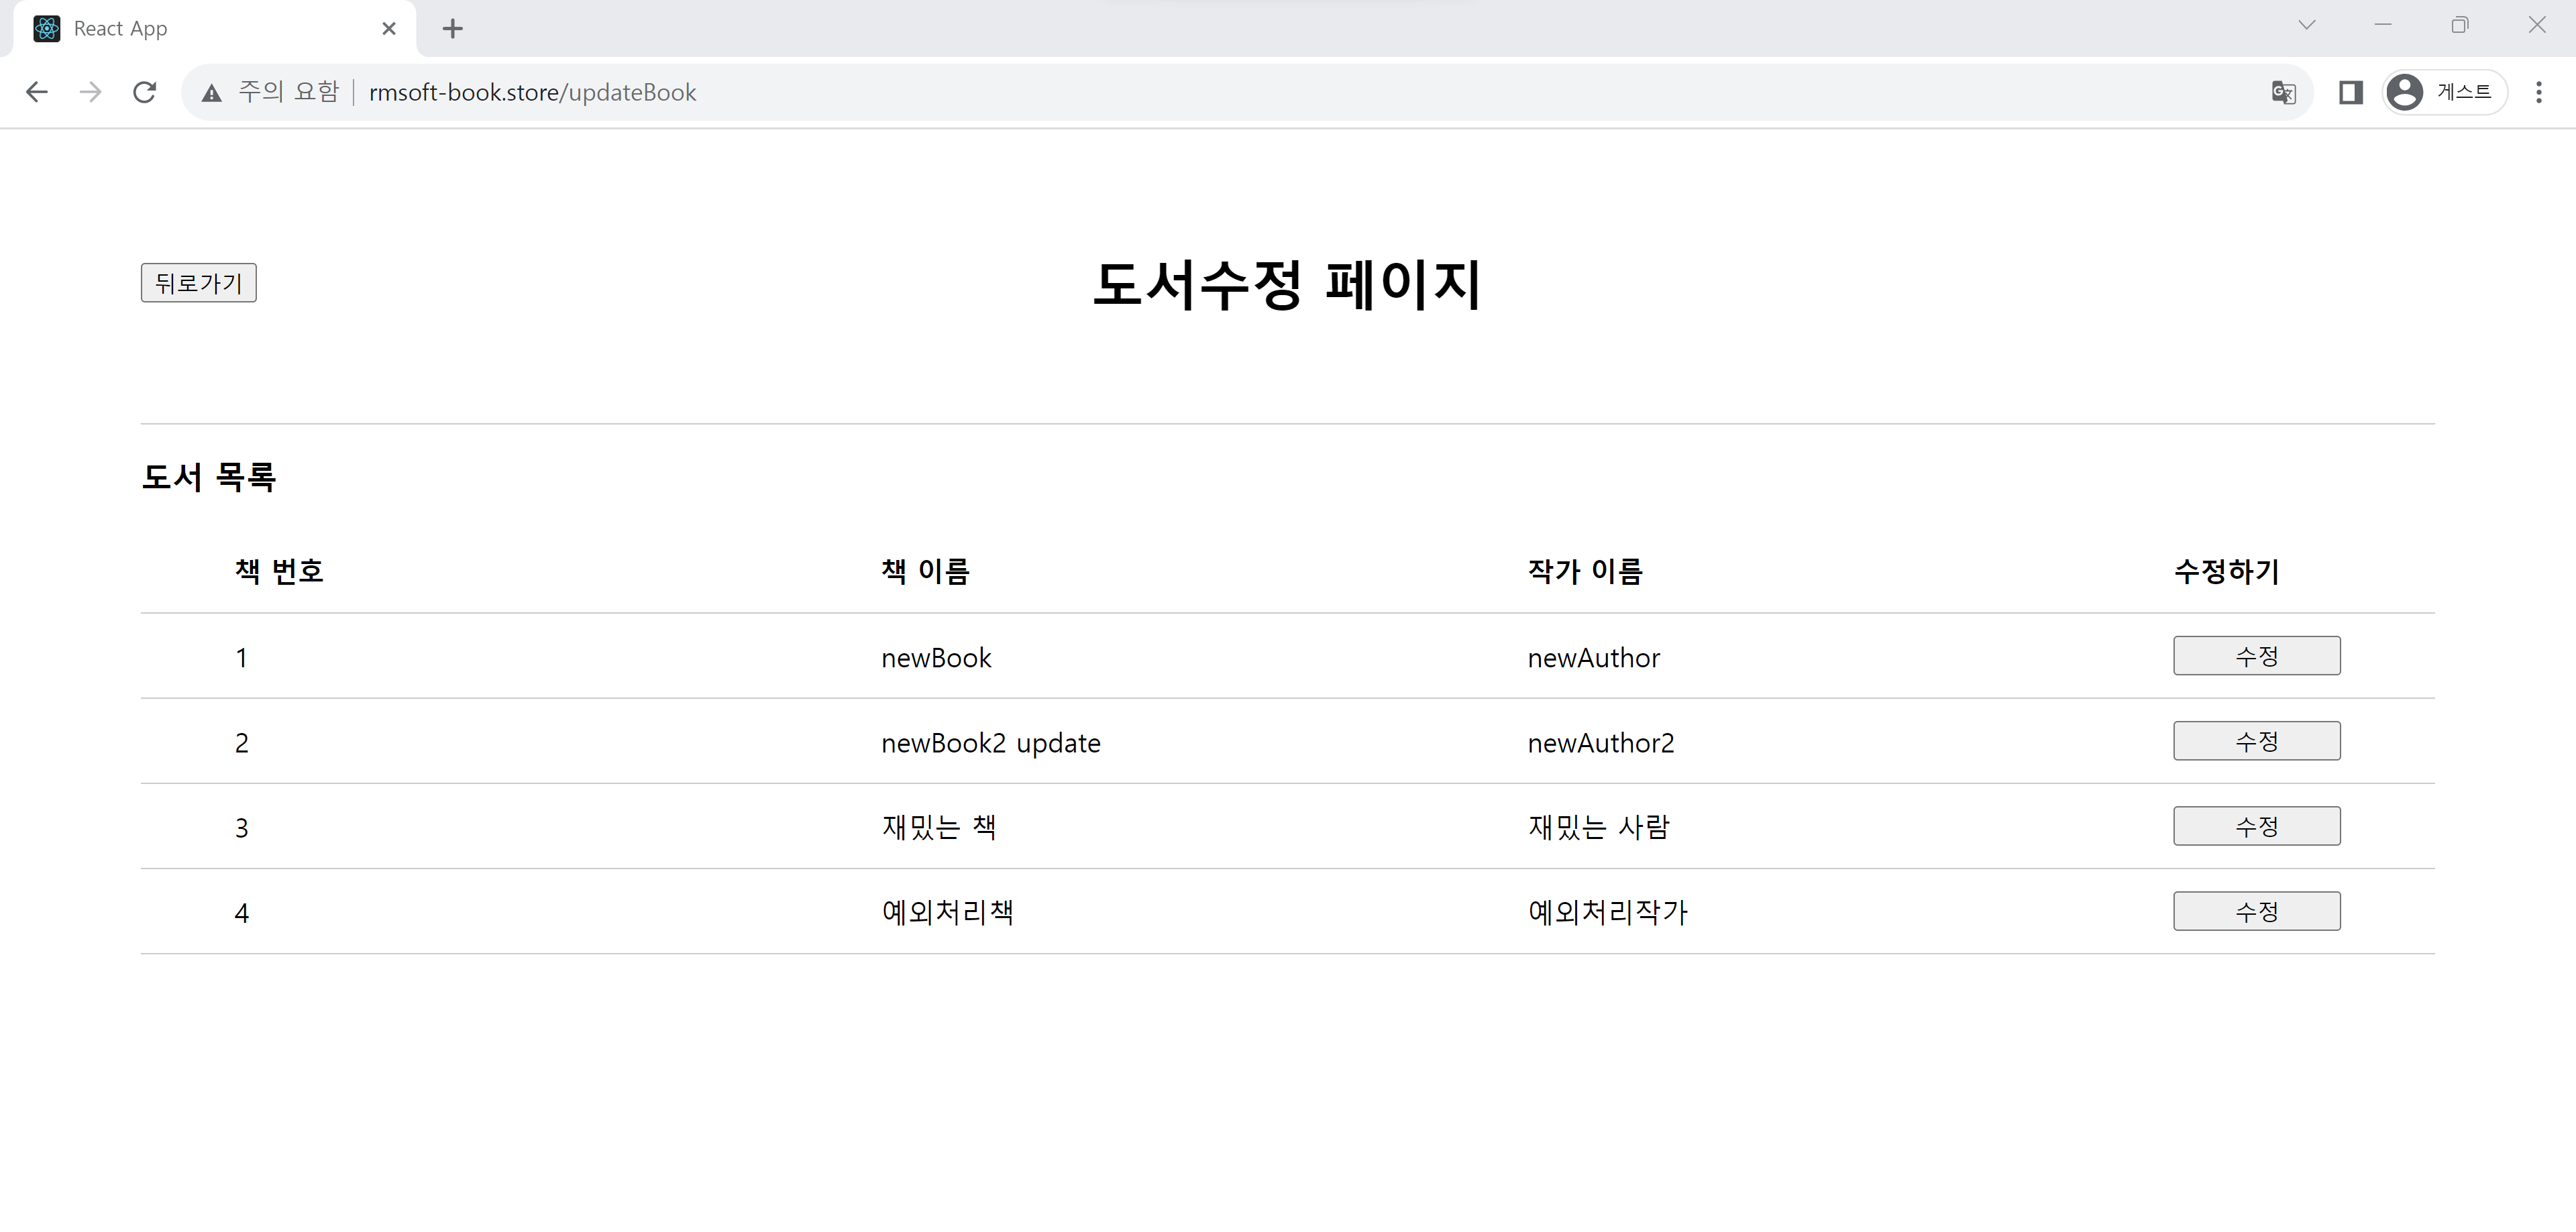 React App
주의 요함 rmsoft-book.store/updateBook 게스트
뒤로가기 도서수정 페이지
도서 목록
책 번호 책 이름 작가 이름 수정하기
1 newBook newAuthor 수정
2 newBook2 update newAuthor2 수정
3 재밌는 책 재밌는 사람 수정
4 예외처리책 예외처리작가 수정